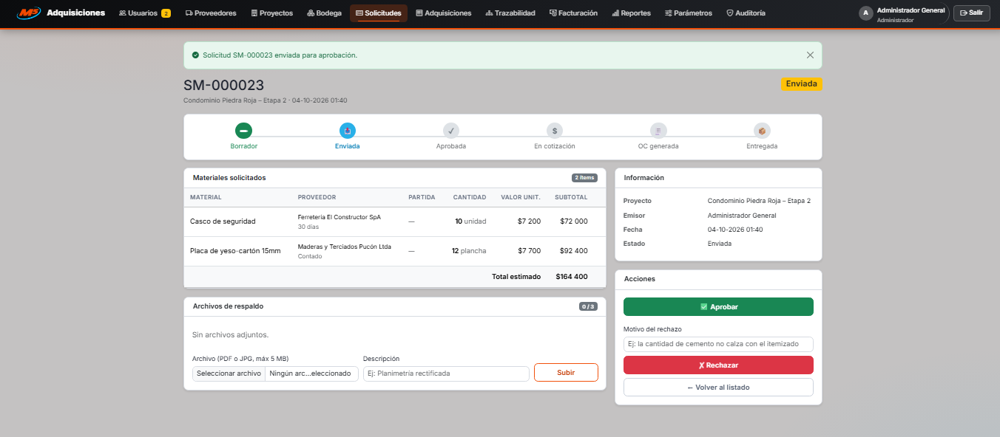 M5 Adquisiciones Usuarios 2 Proveedores Proyectos Bodega Solicitudes Adquisiciones Trazabilidad Facturación Reportes Parámetros Auditoría A Administrador General Salir
Administrador
Solicitud SM-000023 enviada para aprobación.
SM-000023 Enviada
Condominio Piedra Roja – Etapa 2 · 04-10-2026 01:40
Borrador Enviada Aprobada En cotización OC generada Entregada
Materiales solicitados 2 ítems
MATERIAL PROVEEDOR PARTIDA CANTIDAD VALOR UNIT. SUBTOTAL
Casco de seguridad Ferretería El Constructor SpA — 10 unidad $7 200 $72 000
30 días
Placa de yeso-cartón 15mm Maderas y Terciados Pucón Ltda — 12 plancha $7 700 $92 400
Contado
Total estimado $164 400
Archivos de respaldo 0 / 3
Sin archivos adjuntos.
Archivo (PDF o JPG, máx 5 MB) Descripción
Seleccionar archivo Ningún arc...eleccionado Ej: Planimetría rectificada Subir
Información
Proyecto Condominio Piedra Roja – Etapa 2
Emisor Administrador General
Fecha 04-10-2026 01:40
Estado Enviada
Acciones
✅ Aprobar
Motivo del rechazo
Ej: la cantidad de cemento no calza con el itemizado
✗ Rechazar
← Volver al listado